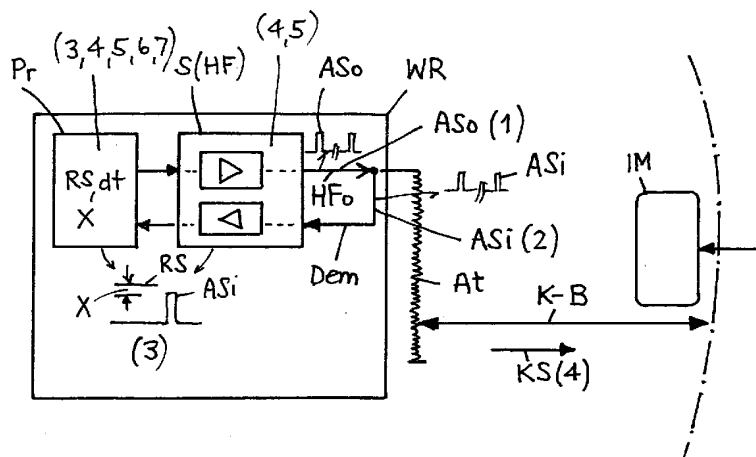 (3,4,5,6,7)
(4,5)
Pr
S(HF)
ASo
WR
ASo (1)
ASi
IM
RS dt
X
HFo
ASi (2)
Dem
RS
X
ASi
At
K-B
(3)
KS (4)